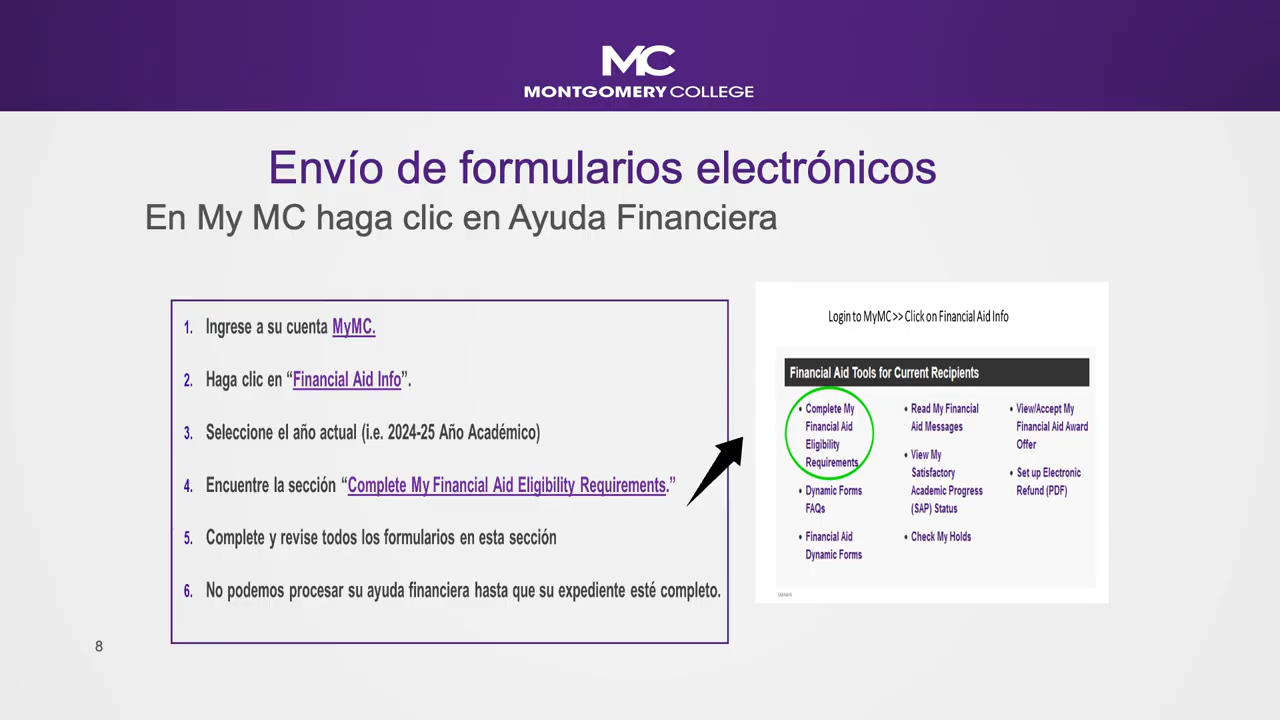 MC
MONTGOMERY COLLEGE
Envío de formularios electrónicos
En My MC haga clic en Ayuda Financiera
1. Ingrese a su cuenta MyMC.
2. Haga clic en “Financial Aid Info”.
3. Seleccione el año actual (i.e. 2024-25 Año Académico)
4. Encuentre la sección “Complete My Financial Aid Eligibility Requirements.”
5. Complete y revise todos los formularios en esta sección
6. No podemos procesar su ayuda financiera hasta que su expediente esté completo.
Login to MyMC >> Click on Financial Aid Info
Financial Aid Tools for Current Recipients
• Complete My
Financial Aid
Eligibility
Requirements
• Dynamic Forms
FAQs
• Financial Aid
Dynamic Forms
• Read My Financial
Aid Messages
• View My
Satisfactory
Academic Progress
(SAP) Status
• Check My Holds
• View/Accept My
Financial Aid Award
Offer
• Set up Electronic
Refund (PDF)
8